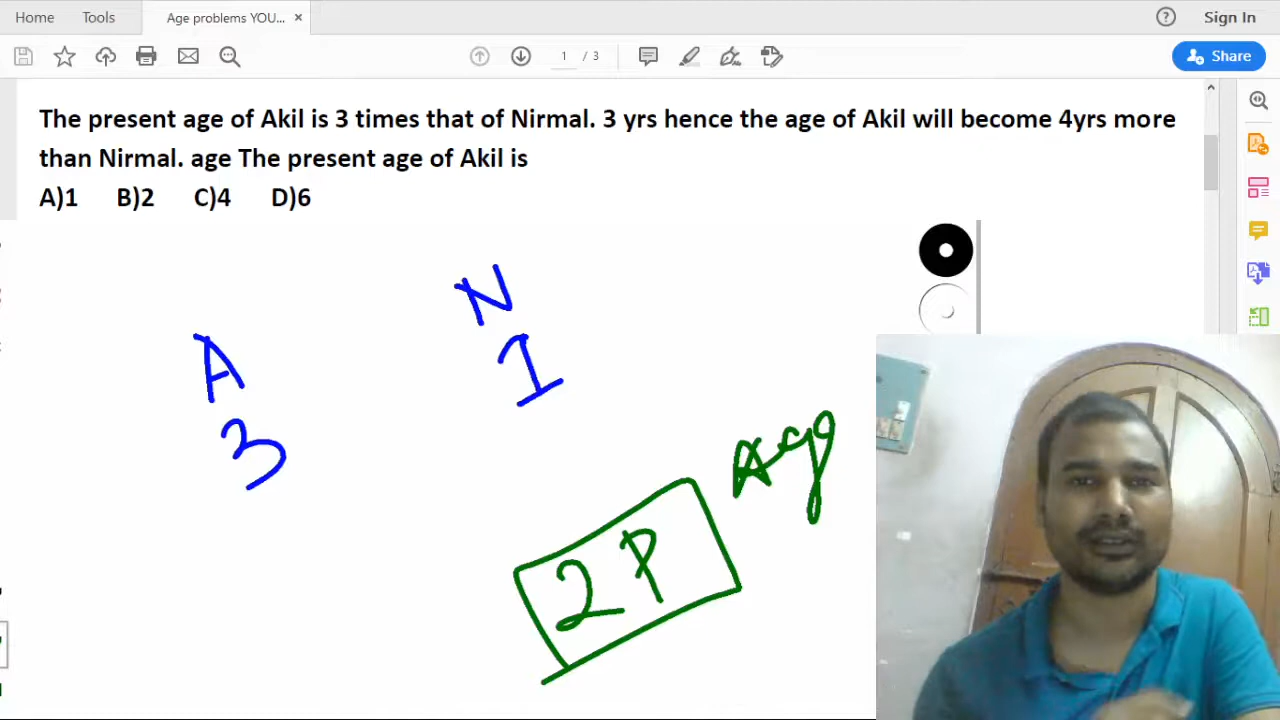 Home Tools Age problems YOU... × ? Sign In
1 / 3 Share
The present age of Akil is 3 times that of Nirmal. 3 yrs hence the age of Akil will become 4yrs more
than Nirmal. age The present age of Akil is
A)1 B)2 C)4 D)6
N
A 1
3
Age
2 P